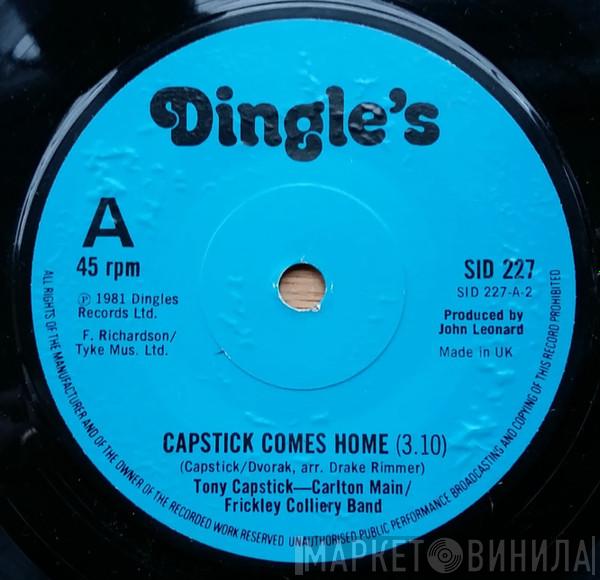 Dingle's
A
45 rpm
℗ 1981 Dingles
Records Ltd.
F. Richardson/
Tyke Mus. Ltd.
SID 227
SID 227-A-2
Produced by
John Leonard
Made in UK
CAPSTICK COMES HOME (3.10)
(Capstick/Dvorak, arr. Drake Rimmer)
Tony Capstick—Carlton Main/
Frickley Colliery Band
ALL RIGHTS OF THE MANUFACTURER AND OF THE OWNER OF THE RECORDED WORK RESERVED UNAUTHORISED PUBLIC PERFORMANCE BROADCASTING AND COPYING OF THIS RECORD PROHIBITED
МАРКЕТ ВИНИЛА